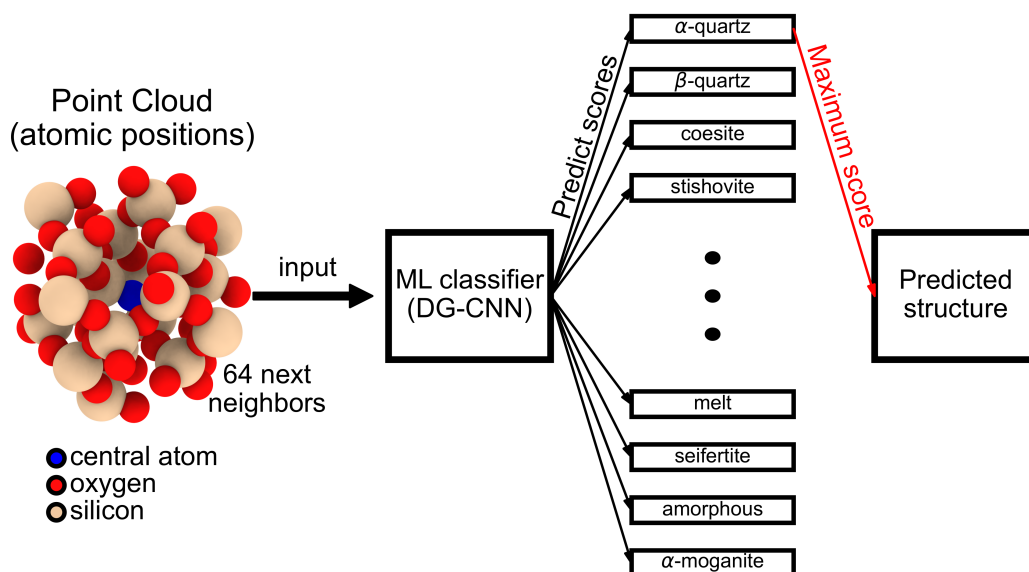 Point Cloud
(atomic positions)
64 next
neighbors
central atom
oxygen
silicon
input
ML classifier
(DG-CNN)
Predict scores
α-quartz
β-quartz
coesite
stishovite
melt
seifertite
amorphous
α-moganite
Maximum score
Predicted
structure